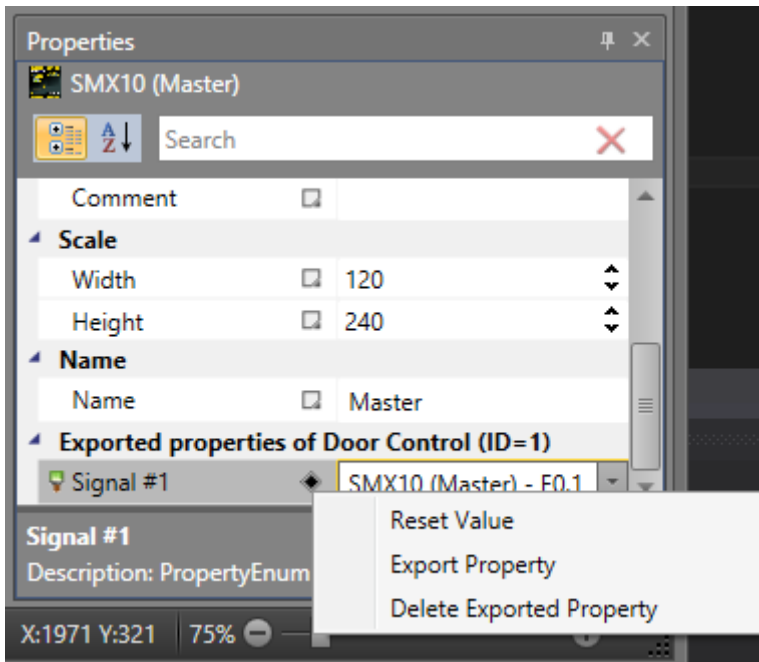 Properties
SMX10 (Master)
Search
Comment
Scale
Width 120
Height 240
Name
Name Master
Exported properties of Door Control (ID=1)
Signal #1 SMX10 (Master) - E0.1
Reset Value
Export Property
Delete Exported Property
Signal #1
Description: PropertyEnum
X:1971 Y:321 75%